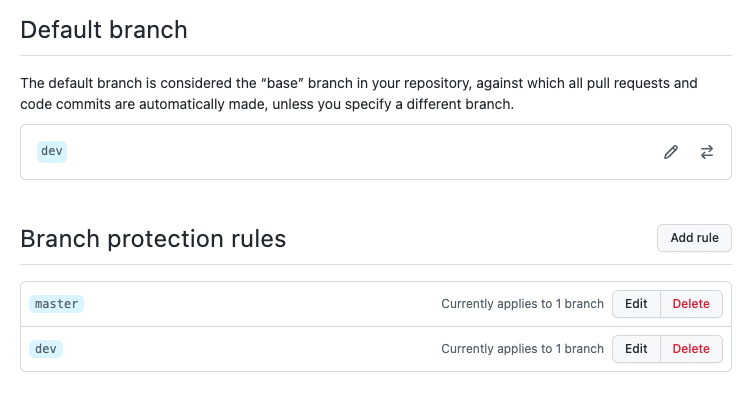 Default branch
The default branch is considered the “base” branch in your repository, against which all pull requests and
code commits are automatically made, unless you specify a different branch.
dev
Branch protection rules
Add rule
master Currently applies to 1 branch Edit Delete
dev Currently applies to 1 branch Edit Delete